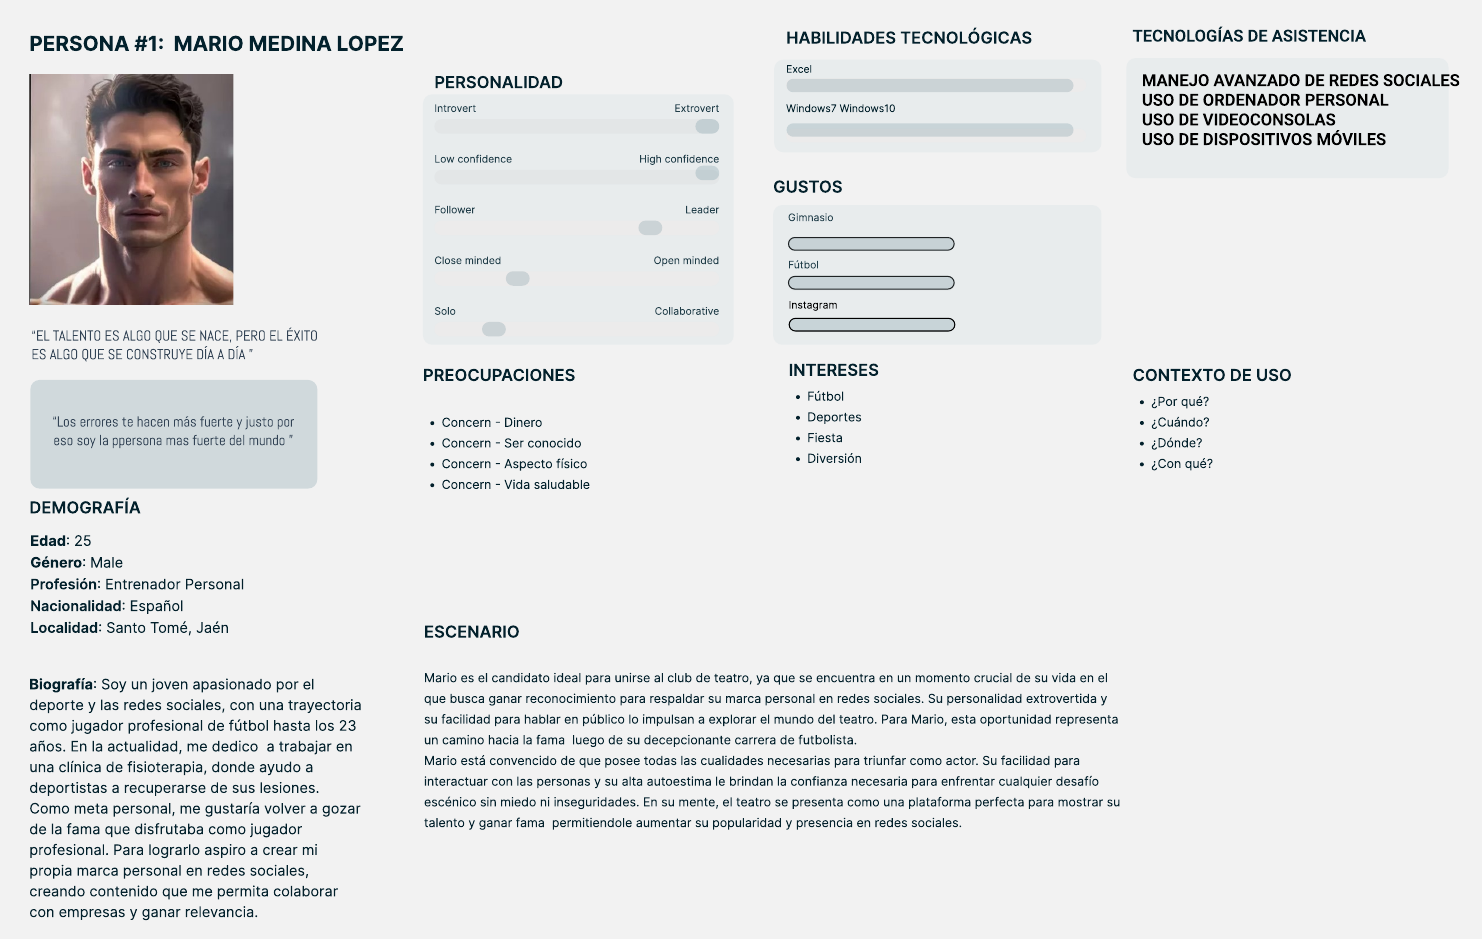 PERSONA #1:  MARIO MEDINA LOPEZ
“EL TALENTO ES ALGO QUE SE NACE, PERO EL ÉXITO
ES ALGO QUE SE CONSTRUYE DÍA A DÍA ”
“Los errores te hacen más fuerte y justo por
eso soy la ppersona mas fuerte del mundo ”
DEMOGRAFÍA
Edad: 25
Género: Male
Profesión: Entrenador Personal
Nacionalidad: Español
Localidad: Santo Tomé, Jaén
Biografía: Soy un joven apasionado por el
deporte y las redes sociales, con una trayectoria
como jugador profesional de fútbol hasta los 23
años. En la actualidad, me dedico  a trabajar en
una clínica de fisioterapia, donde ayudo a
deportistas a recuperarse de sus lesiones.
Como meta personal, me gustaría volver a gozar
de la fama que disfrutaba como jugador
profesional. Para lograrlo aspiro a crear mi
propia marca personal en redes sociales,
creando contenido que me permita colaborar
con empresas y ganar relevancia.
PERSONALIDAD
Introvert Extrovert
Low confidence High confidence
Follower Leader
Close minded Open minded
Solo Collaborative
PREOCUPACIONES
• Concern - Dinero
• Concern - Ser conocido
• Concern - Aspecto físico
• Concern - Vida saludable
HABILIDADES TECNOLÓGICAS
Excel
Windows7 Windows10
GUSTOS
Gimnasio
Fútbol
Instagram
INTERESES
• Fútbol
• Deportes
• Fiesta
• Diversión
TECNOLOGÍAS DE ASISTENCIA
MANEJO AVANZADO DE REDES SOCIALES
USO DE ORDENADOR PERSONAL
USO DE VIDEOCONSOLAS
USO DE DISPOSITIVOS MÓVILES
CONTEXTO DE USO
• ¿Por qué?
• ¿Cuándo?
• ¿Dónde?
• ¿Con qué?
ESCENARIO
Mario es el candidato ideal para unirse al club de teatro, ya que se encuentra en un momento crucial de su vida en el
que busca ganar reconocimiento para respaldar su marca personal en redes sociales. Su personalidad extrovertida y
su facilidad para hablar en público lo impulsan a explorar el mundo del teatro. Para Mario, esta oportunidad representa
un camino hacia la fama  luego de su decepcionante carrera de futbolista.
Mario está convencido de que posee todas las cualidades necesarias para triunfar como actor. Su facilidad para
interactuar con las personas y su alta autoestima le brindan la confianza necesaria para enfrentar cualquier desafío
escénico sin miedo ni inseguridades. En su mente, el teatro se presenta como una plataforma perfecta para mostrar su
talento y ganar fama  permitiendole aumentar su popularidad y presencia en redes sociales.